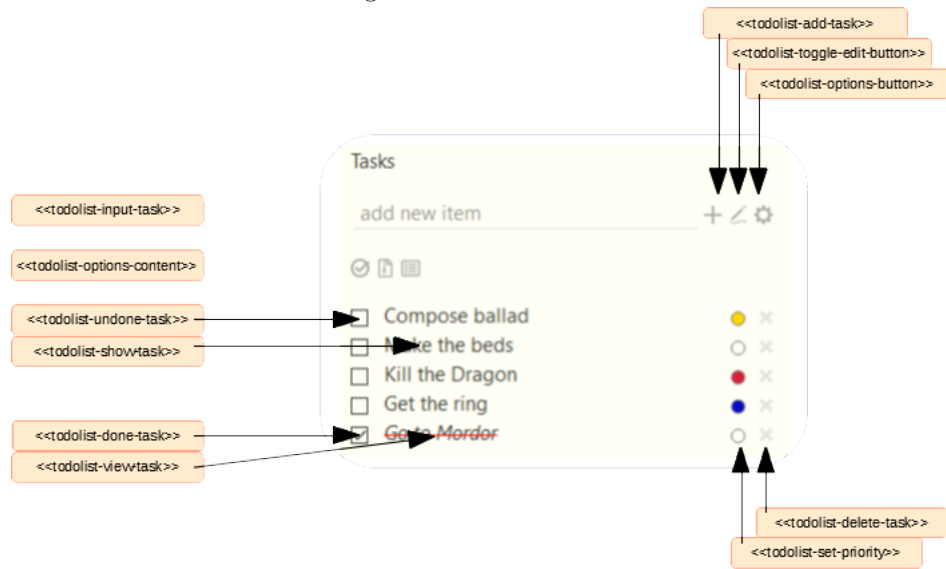 <<todolist-add-task>>
<<todolist-toggle-edit-button>>
<<todolist-options-button>>
Tasks
<<todolist-input-task>>
add new item
<<todolist-options-content>>
<<todolist-undone-task>>
Compose ballad
<<todolist-show-task>>
Make the beds
Kill the Dragon
Get the ring
<<todolist-done-task>>
Go to Mordor
<<todolist-view-task>>
<<todolist-delete-task>>
<<todolist-set-priority>>